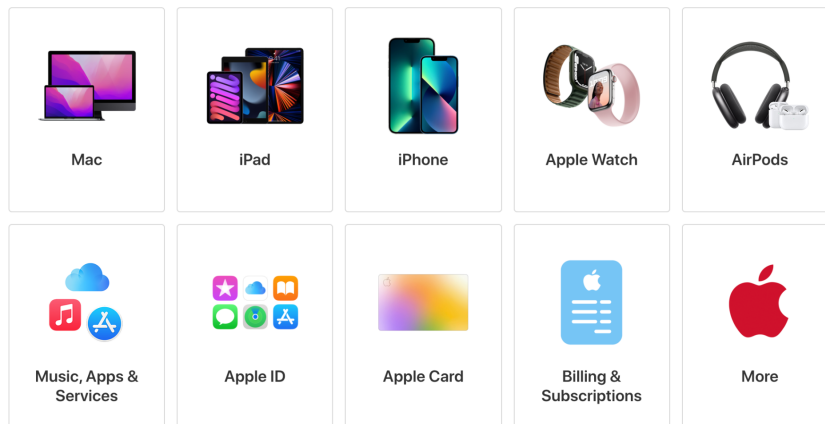 Mac
iPad
iPhone
Apple Watch
AirPods
Music, Apps &
Services
Apple ID
Apple Card
Billing &
Subscriptions
More